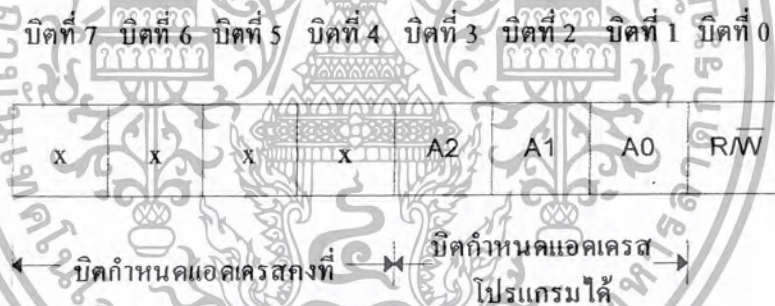 บิตที่ 7 บิตที่ 6 บิตที่ 5 บิตที่ 4 บิตที่ 3 บิตที่ 2 บิตที่ 1 บิตที่ 0
x x x x A2 A1 A0 R/W̅
บิตกำหนดแอดเดรสคงที่ บิตกำหนดแอดเดรส
โปรแกรมได้